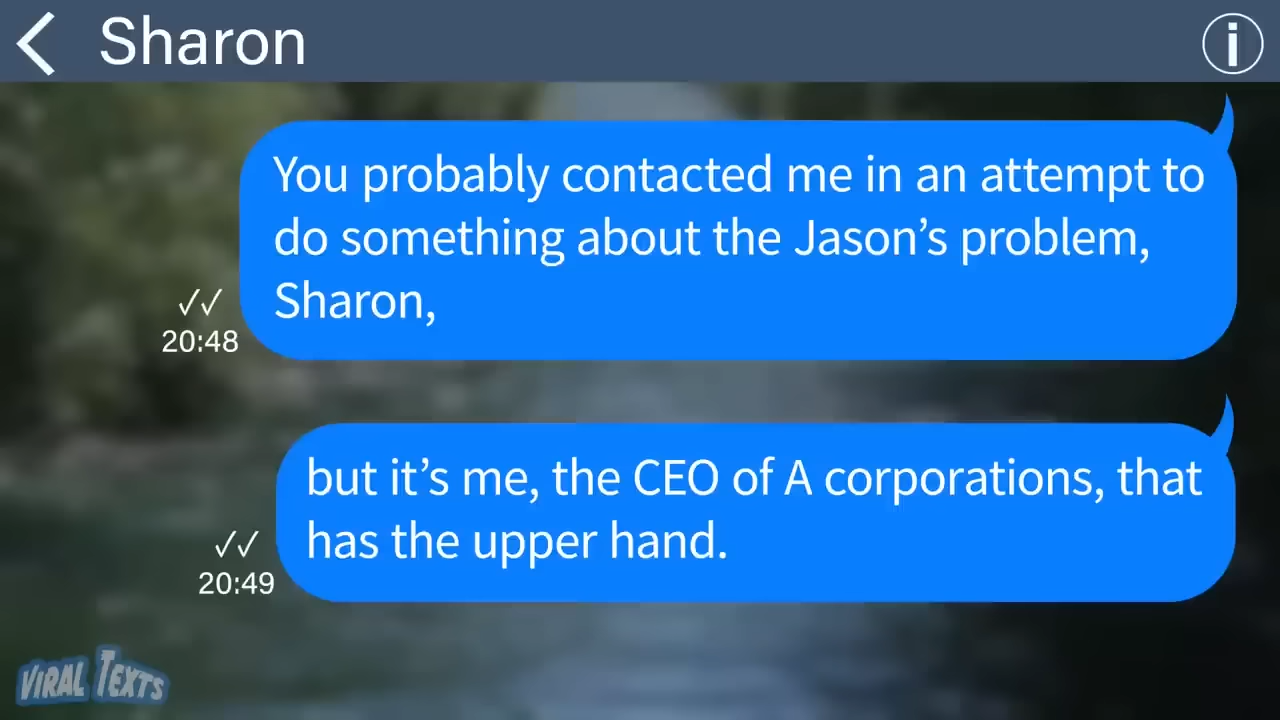 Sharon
You probably contacted me in an attempt to
do something about the Jason’s problem,
Sharon,
20:48
but it’s me, the CEO of A corporations, that
has the upper hand.
20:49
VIRAL TEXTS